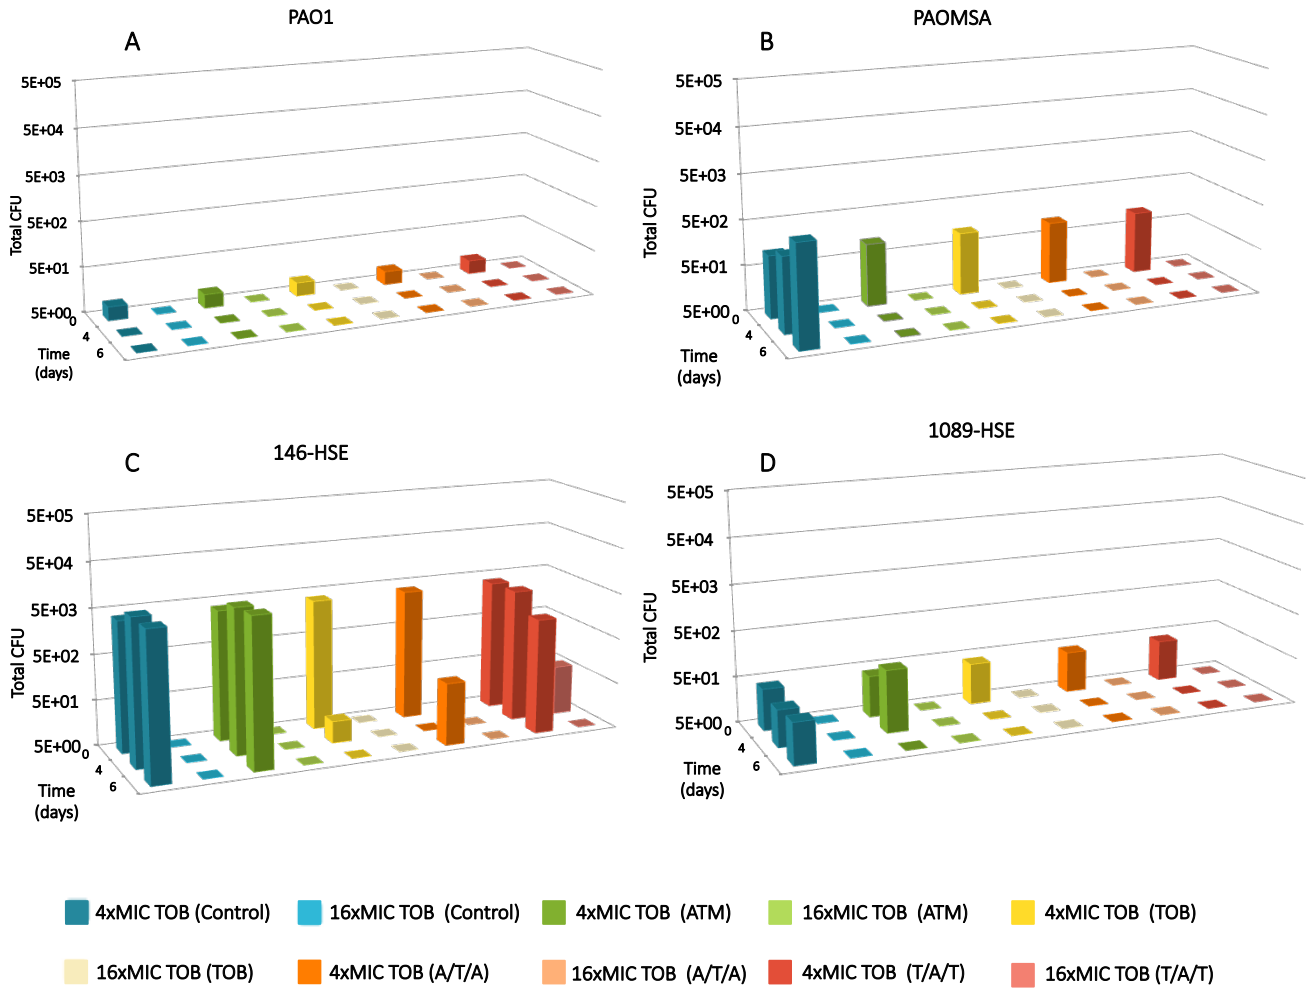 PAO1
PAOMSA
A
B
5E+05
5E+04
5E+03
5E+02
5E+01
5E+00
Total CFU
0
4
6
Time
(days)
5E+05
5E+04
5E+03
5E+02
5E+01
5E+00
Total CFU
0
4
6
Time
(days)
146-HSE
1089-HSE
C
D
5E+05
5E+04
5E+03
5E+02
5E+01
5E+00
Total CFU
0
4
6
Time
(days)
5E+05
5E+04
5E+03
5E+02
5E+01
5E+00
Total CFU
0
4
6
Time
(days)
4xMIC TOB (Control) 16xMIC TOB (Control) 4xMIC TOB (ATM) 16xMIC TOB (ATM) 4xMIC TOB (TOB)
16xMIC TOB (TOB) 4xMIC TOB (A/T/A) 16xMIC TOB (A/T/A) 4xMIC TOB (T/A/T) 16xMIC TOB (T/A/T)